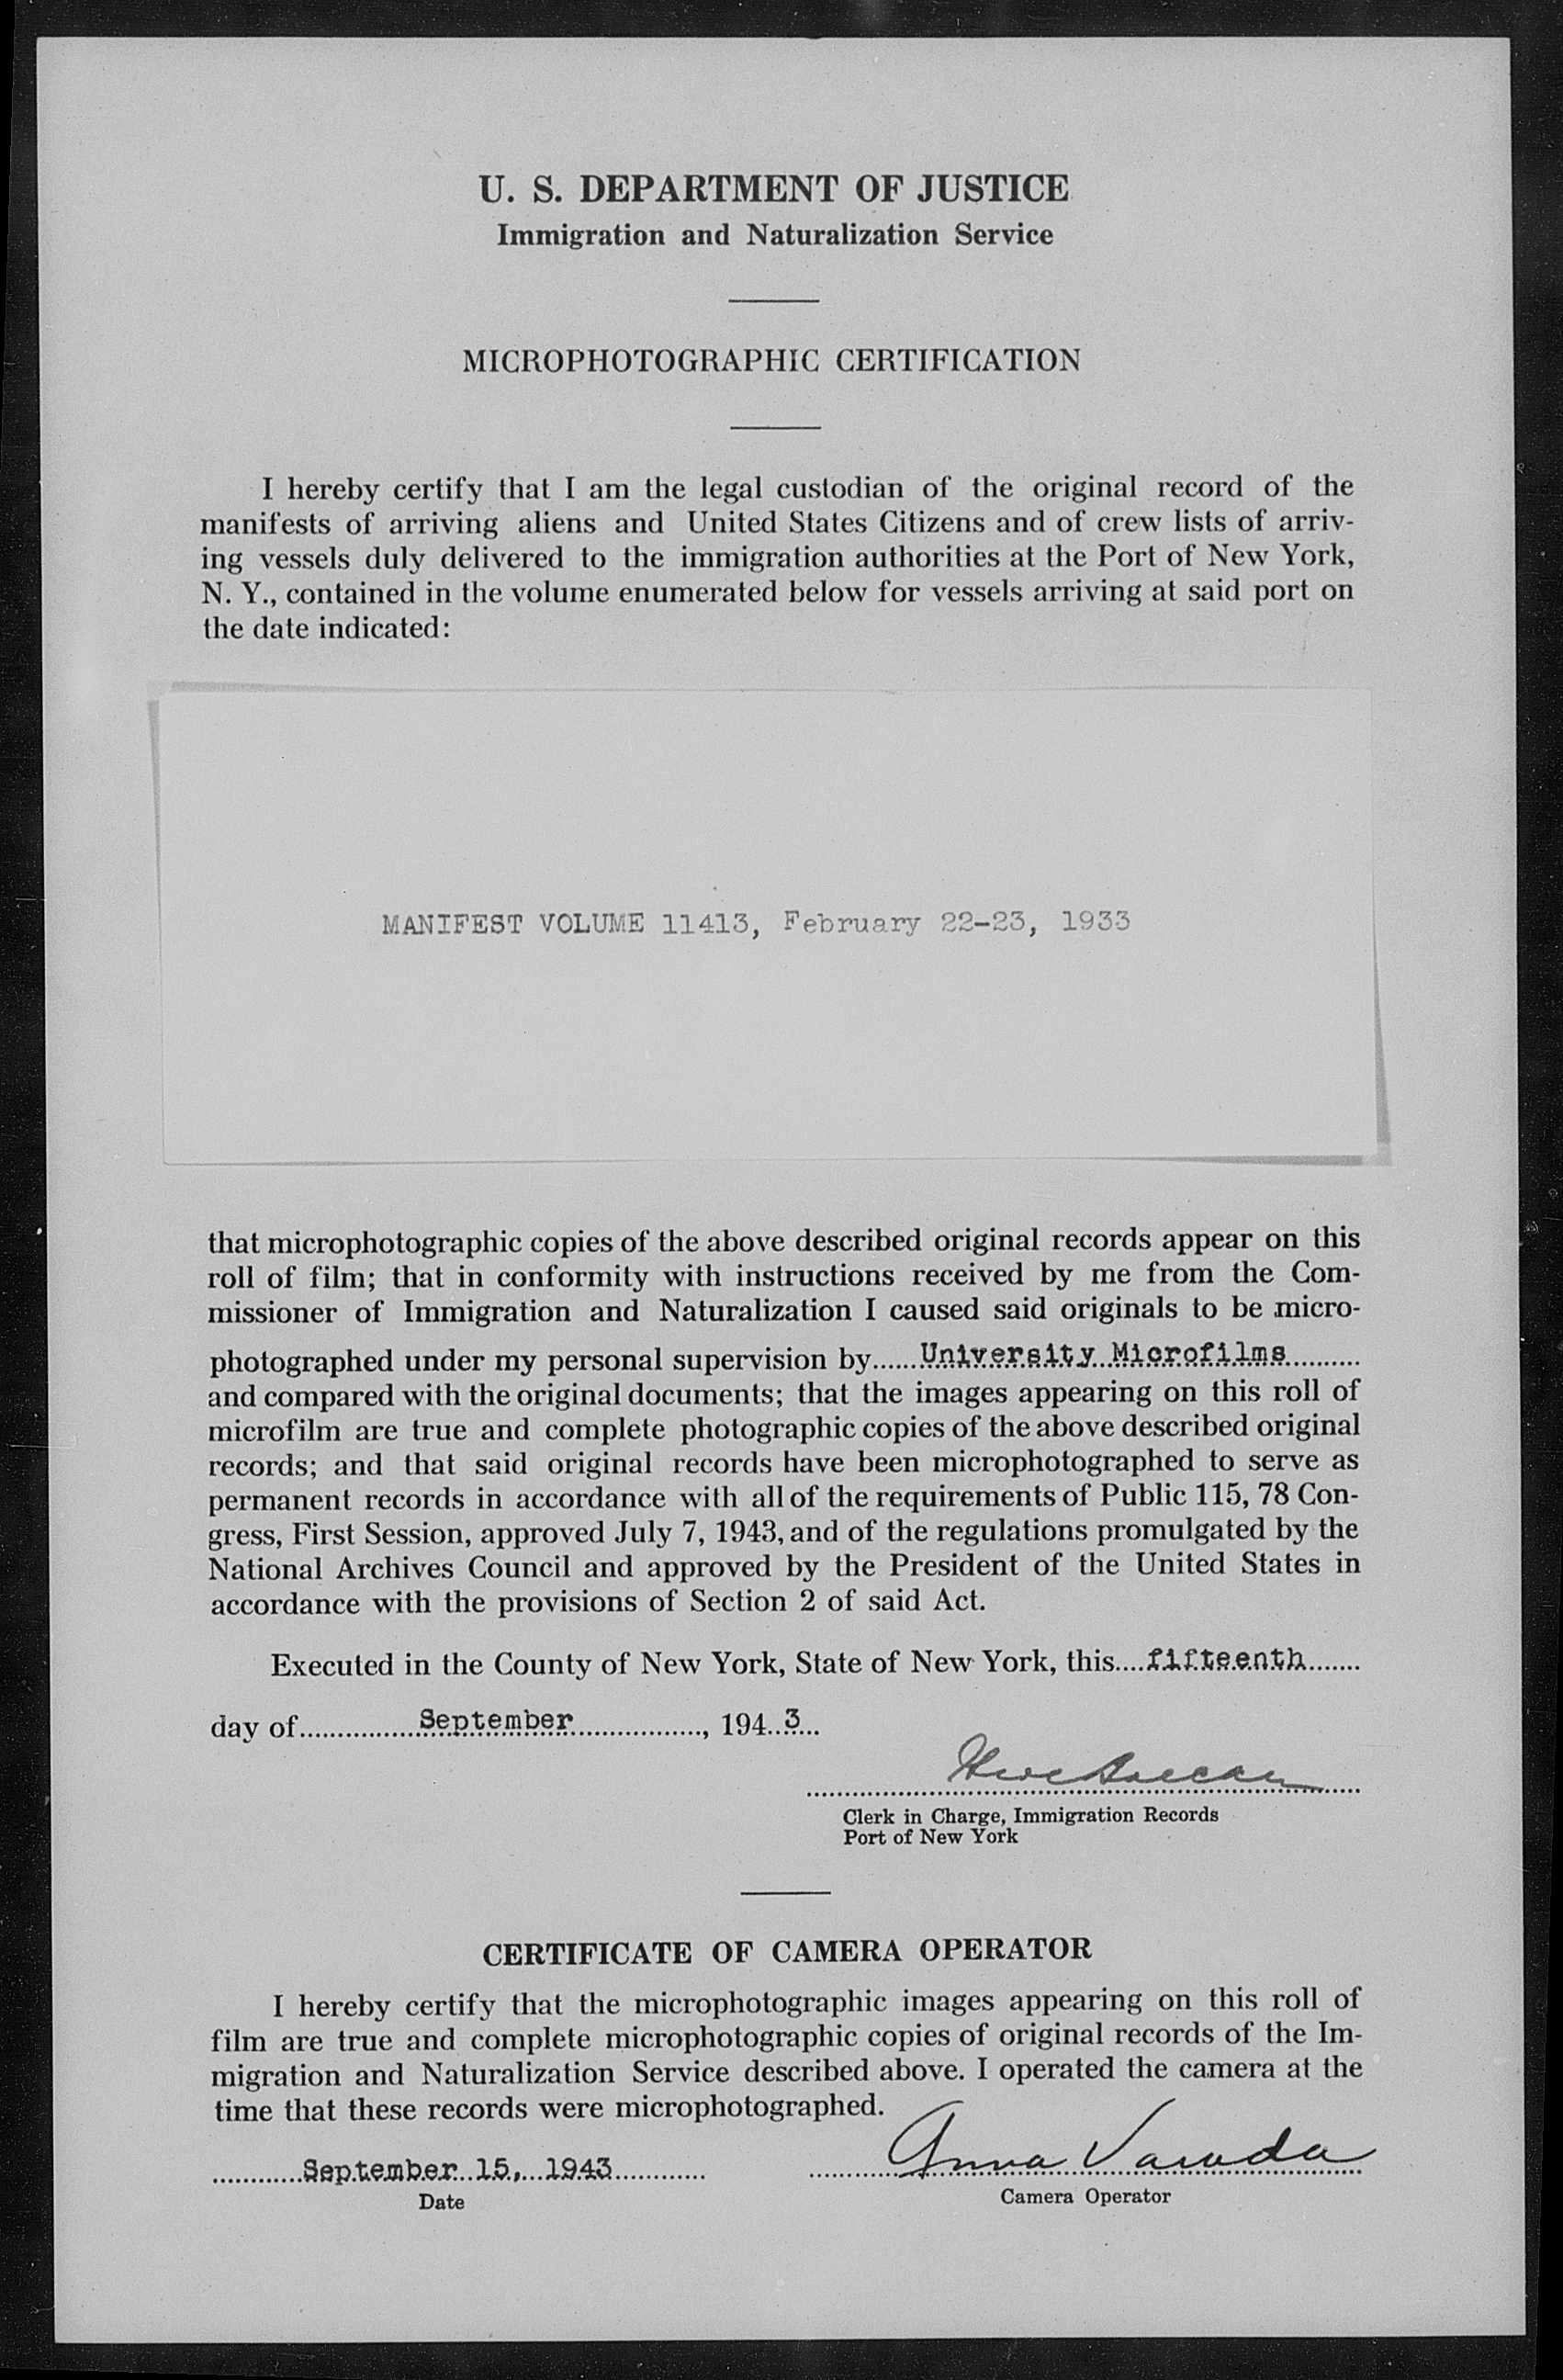 U. S. DEPARTMENT OF JUSTICE
Immigration and Naturalization Service
MICROPHOTOGRAPHIC CERTIFICATION
I hereby certify that I am the legal custodian of the original record of the
manifests of arriving aliens and United States Citizens and of crew lists of arriv-
ing vessels duly delivered to the immigration authorities at the Port of New York,
N. Y., contained in the volume enumerated below for vessels arriving at said port on
the date indicated:
MANIFEST VOLUME 11413, February 22-23, 1933
that microphotographic copies of the above described original records appear on this
roll of film; that in conformity with instructions received by me from the Com-
missioner of Immigration and Naturalization I caused said originals to be micro-
photographed under my personal supervision by......University Microfilms..........
and compared with the original documents; that the images appearing on this roll of
microfilm are true and complete photographic copies of the above described original
records; and that said original records have been microphotographed to serve as
permanent records in accordance with all of the requirements of Public 115, 78 Con-
gress, First Session, approved July 7, 1943, and of the regulations promulgated by the
National Archives Council and approved by the President of the United States in
accordance with the provisions of Section 2 of said Act.
Executed in the County of New York, State of New York, this....fifteenth.......
day of................September................., 194..3...
Clerk in Charge, Immigration Records
Port of New York
CERTIFICATE OF CAMERA OPERATOR
I hereby certify that the microphotographic images appearing on this roll of
film are true and complete microphotographic copies of original records of the Im-
migration and Naturalization Service described above. I operated the camera at the
time that these records were microphotographed.
............September 15, 1943............ Anna
Date Camera Operator